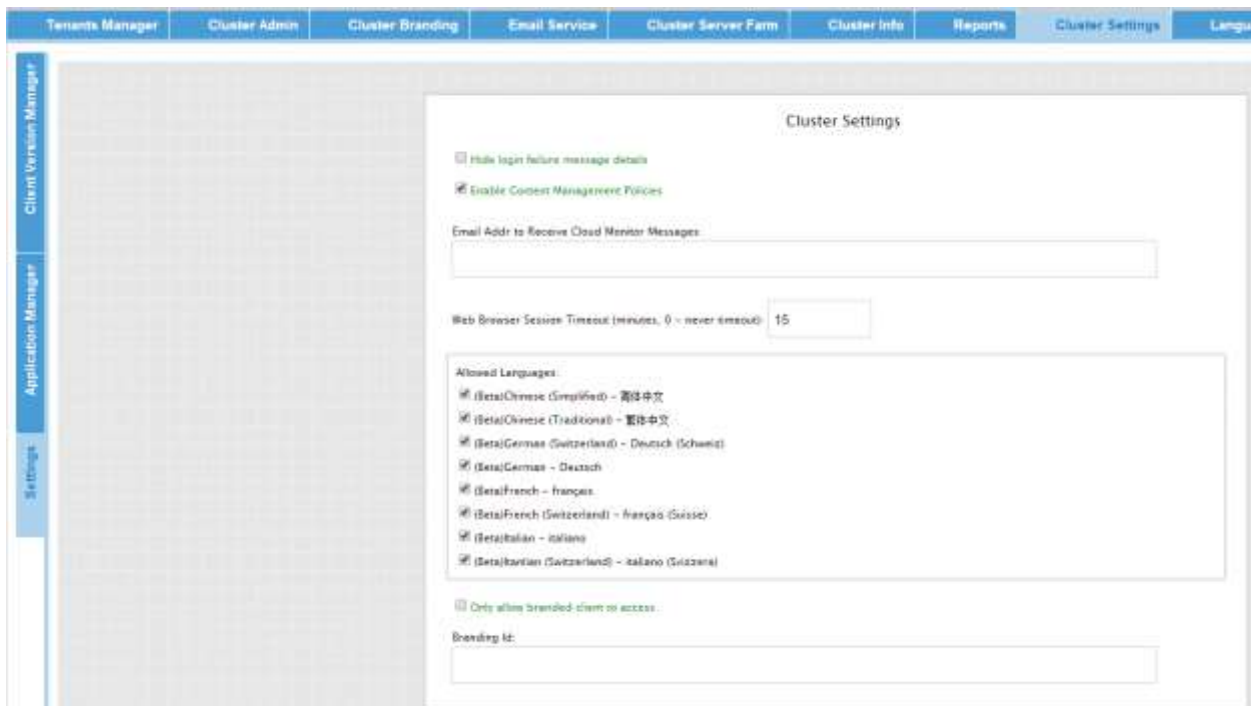 Tenants Manager Cluster Admin Cluster Branding Email Service Cluster Server Farm Cluster Info Reports Cluster Settings Langu
Client Version Manager
Application Manager
Settings
Cluster Settings
Hide login failure message details
Enable Content Management Policies
Email Addr to Receive Cloud Monitor Messages:
Web Browser Session Timeout (minutes, 0 - never timeout): 15
Allowed Languages:
(Beta)Chinese (Simplified) - 简体中文
(Beta)Chinese (Traditional) - 繁体中文
(Beta)German (Switzerland) - Deutsch (Schweiz)
(Beta)German - Deutsch
(Beta)French - français
(Beta)French (Switzerland) - français (Suisse)
(Beta)Italian - italiano
(Beta)Itantian (Switzerland) - italiano (Svizzera)
Only allow branded client to access
Branding Id: